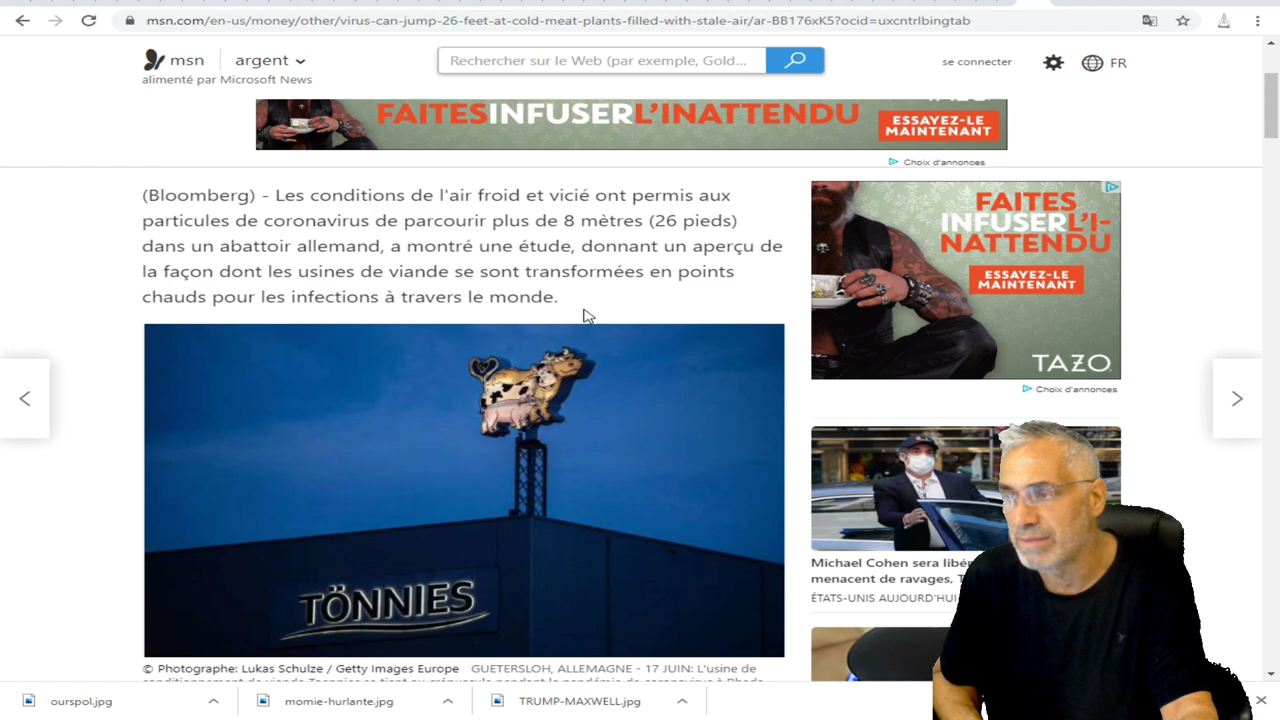 msn.com/en-us/money/other/virus-can-jump-26-feet-at-cold-meat-plants-filled-with-stale-air/ar-BB176xK5?ocid=uxcntrlbingtab
msn argent
alimenté par Microsoft News
Rechercher sur le Web (par exemple, Gold...
se connecter
FR
FAITES INFUSER L'INATTENDU
ESSAYEZ-LE
MAINTENANT
Choix d'annonces
(Bloomberg) - Les conditions de l'air froid et vicié ont permis aux
particules de coronavirus de parcourir plus de 8 mètres (26 pieds)
dans un abattoir allemand, a montré une étude, donnant un aperçu de
la façon dont les usines de viande se sont transformées en points
chauds pour les infections à travers le monde.
FAITES
INFUSER L'I-
NATTENDU
ESSAYEZ-LE
MAINTENANT
TAZO
Choix d'annonces
TÖNNIES
Michael Cohen sera libé
menacent de ravages, T
ÉTATS-UNIS AUJOURD'HUI
© Photographe: Lukas Schulze / Getty Images Europe GUETERSLOH, ALLEMAGNE - 17 JUIN: L'usine de
ourspol.jpg
momie-hurlante.jpg
TRUMP-MAXWELL.jpg